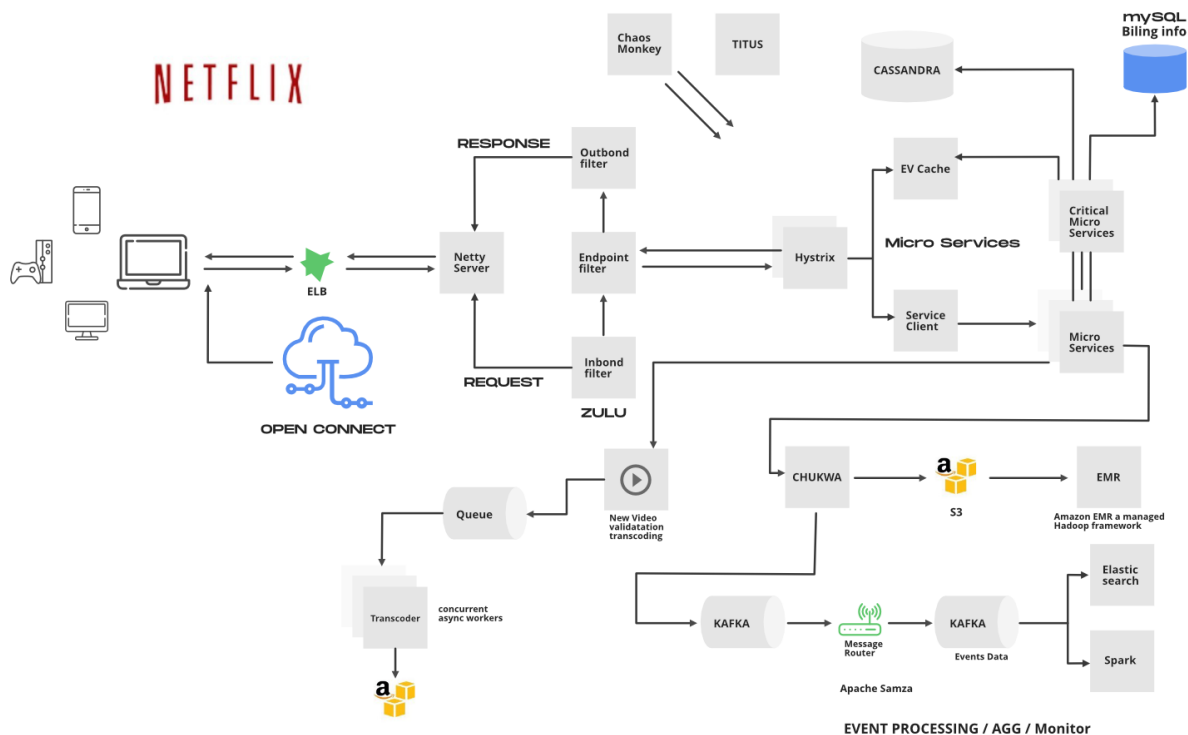 NETFLIX
Chaos
Monkey
TITUS
CASSANDRA
mySQL
Biling info
RESPONSE
Outbond
filter
EV Cache
Critical
Micro
Services
Netty
Server
Endpoint
filter
Hystrix
Micro Services
ELB
Service
Client
Micro
Services
Inbond
filter
REQUEST
ZULU
OPEN CONNECT
CHUKWA
a
S3
EMR
Amazon EMR a managed
Hadoop framework
Queue
New Video
validatation
transcoding
Transcoder
concurrent
async workers
a
KAFKA
Message
Router
KAFKA
Events Data
Elastic
search
Spark
Apache Samza
EVENT PROCESSING / AGG / Monitor